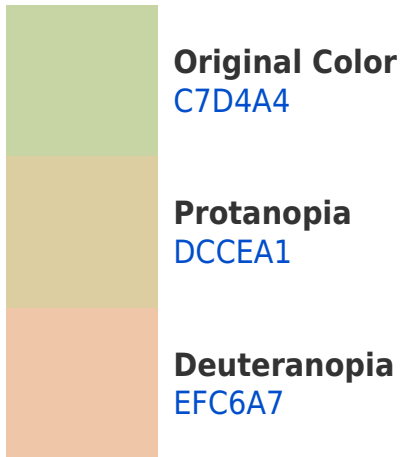 Original Color
C7D4A4
Protanopia
DCCEA1
Deuteranopia
EFC6A7